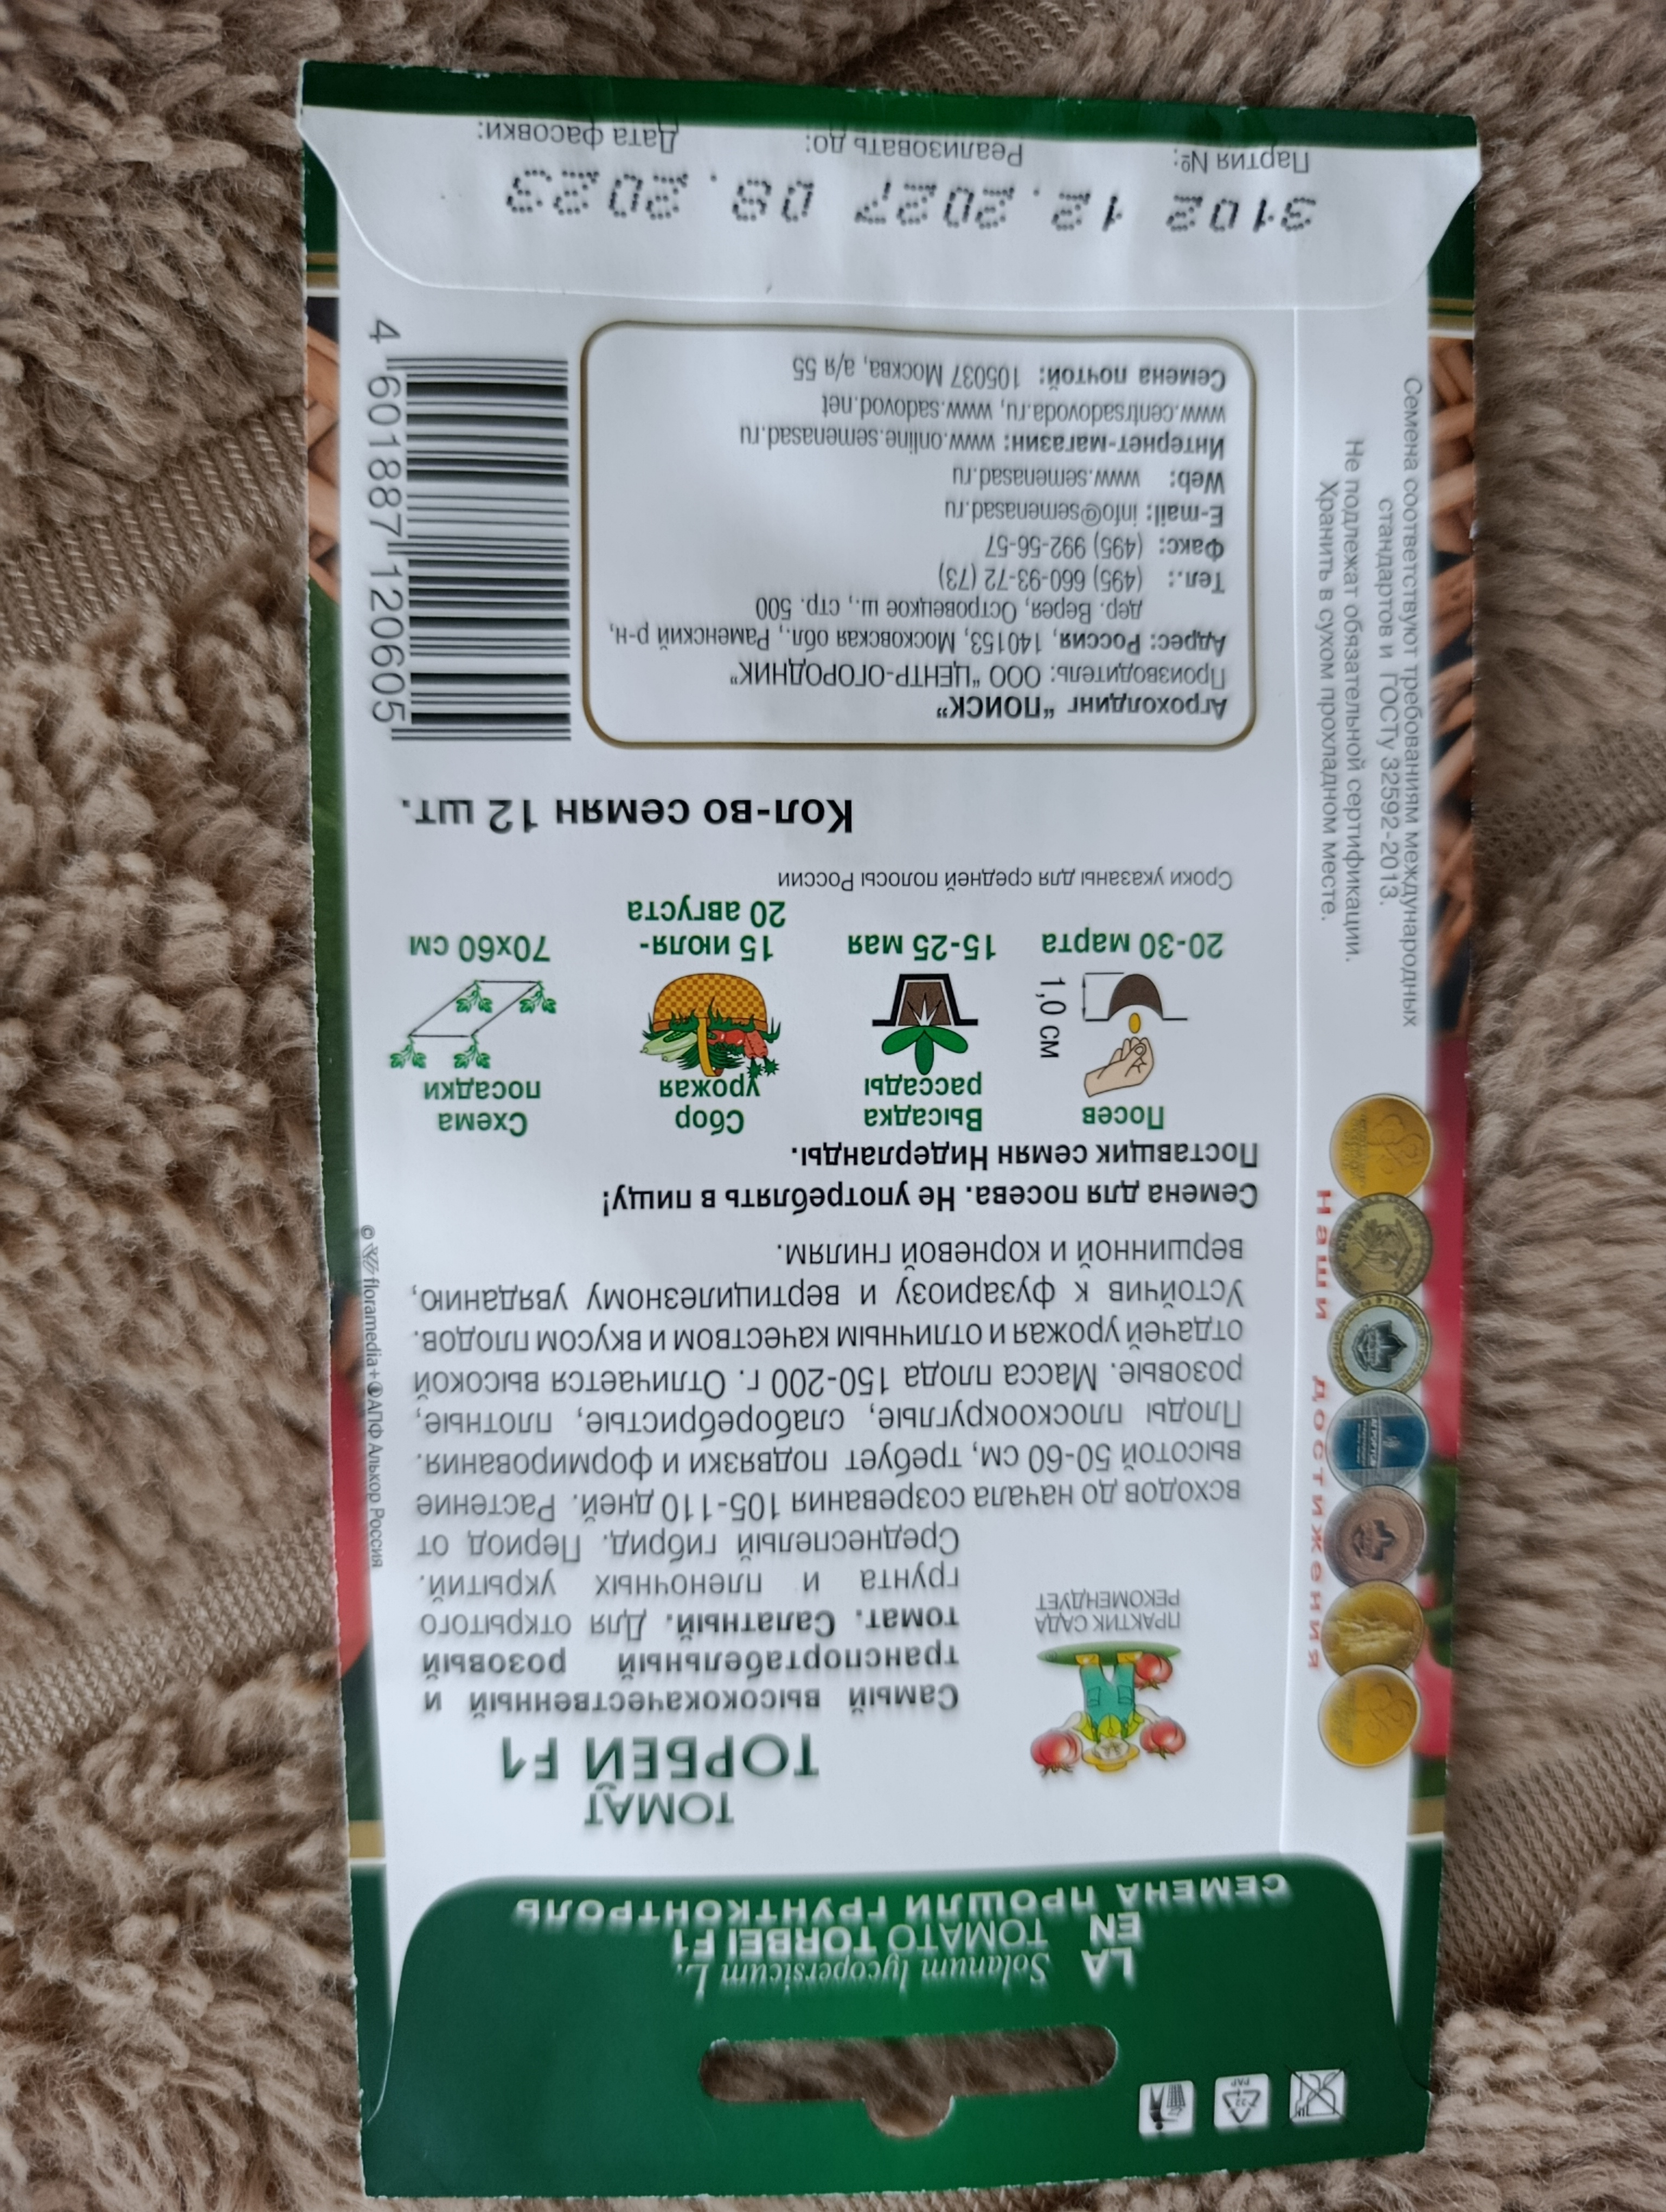 LA Solanum lycopersicum L.
EN TOMATO TORBEI F1
СЕМЕНА ПРОШЛИ ГРУНТКОНТРОЛЬ
ТОМАТ
ТОРБЕЙ F1
ПРАКТИК САДА
РЕКОМЕНДУЕТ
Самый высококачественный и
транспортабельный розовый
томат. Салатный. Для открытого
грунта и пленочных укрытий.
Среднеспелый гибрид. Период от
всходов до начала созревания 105-110 дней. Растение
высотой 50-60 см, требует подвязки и формирования.
Плоды плоскоокруглые, слаборебристые, плотные,
розовые. Масса плода 150-200 г. Отличается высокой
отдачей урожая и отличным качеством и вкусом плодов.
Устойчив к фузариозу и вертициллезному увяданию,
вершинной и корневой гнилям.
Семена для посева. Не употреблять в пищу!
Поставщик семян Нидерланды.
Посев
1,0 см
20-30 марта
Высадка
рассады
15-25 мая
Сбор
урожая
15 июля-
20 августа
Схема
посадки
70х60 см
Сроки указаны для средней полосы России
Кол-во семян 12 шт.
Агрохолдинг "ПОИСК"
Производитель: ООО "ЦЕНТР-ОГОРОДНИК"
Адрес: Россия, 140153, Московская обл., Раменский р-н,
дер. Верея, Островецкое ш., стр. 500
Тел.: (495) 660-93-72 (73)
Факс: (495) 992-56-57
E-mail: info@semenasad.ru
Web: www.semenasad.ru
Интернет-магазин: www.online.semenasad.ru
www.centrsadovoda.ru, www.sadovod.net
Семена почтой: 105037 Москва, а/я 55
4 601887 120605
3102 12.2027 08.2023
Партия №: Реализовать до: Дата фасовки:
Наши достижения
Семена соответствуют требованиям международных
стандартов и ГОСТу 32592-2013.
Не подлежат обязательной сертификации.
Хранить в сухом прохладном месте.
© floramedia+АПФ Алькор Россия
PAP